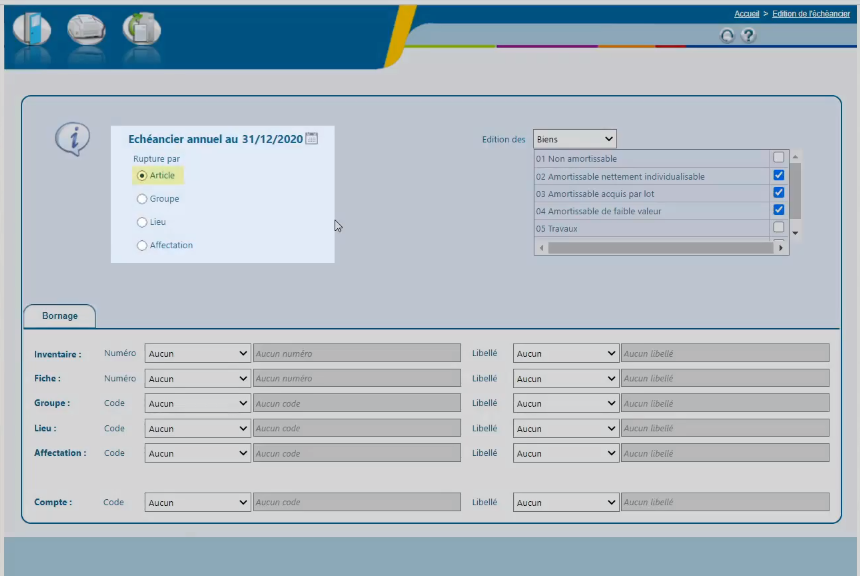 Accueil > Edition de l'échéancier
Echéancier annuel au 31/12/2020
Rupture par
Article
Groupe
Lieu
Affectation
Edition des Biens
01 Non amortissable
02 Amortissable nettement individualisable
03 Amortissable acquis par lot
04 Amortissable de faible valeur
05 Travaux
Bornage
Inventaire : Numéro Aucun Aucun numéro Libellé Aucun Aucun libellé
Fiche : Numéro Aucun Aucun numéro Libellé Aucun Aucun libellé
Groupe : Code Aucun Aucun code Libellé Aucun Aucun libellé
Lieu : Code Aucun Aucun code Libellé Aucun Aucun libellé
Affectation : Code Aucun Aucun code Libellé Aucun Aucun libellé
Compte : Code Aucun Aucun code Libellé Aucun Aucun libellé